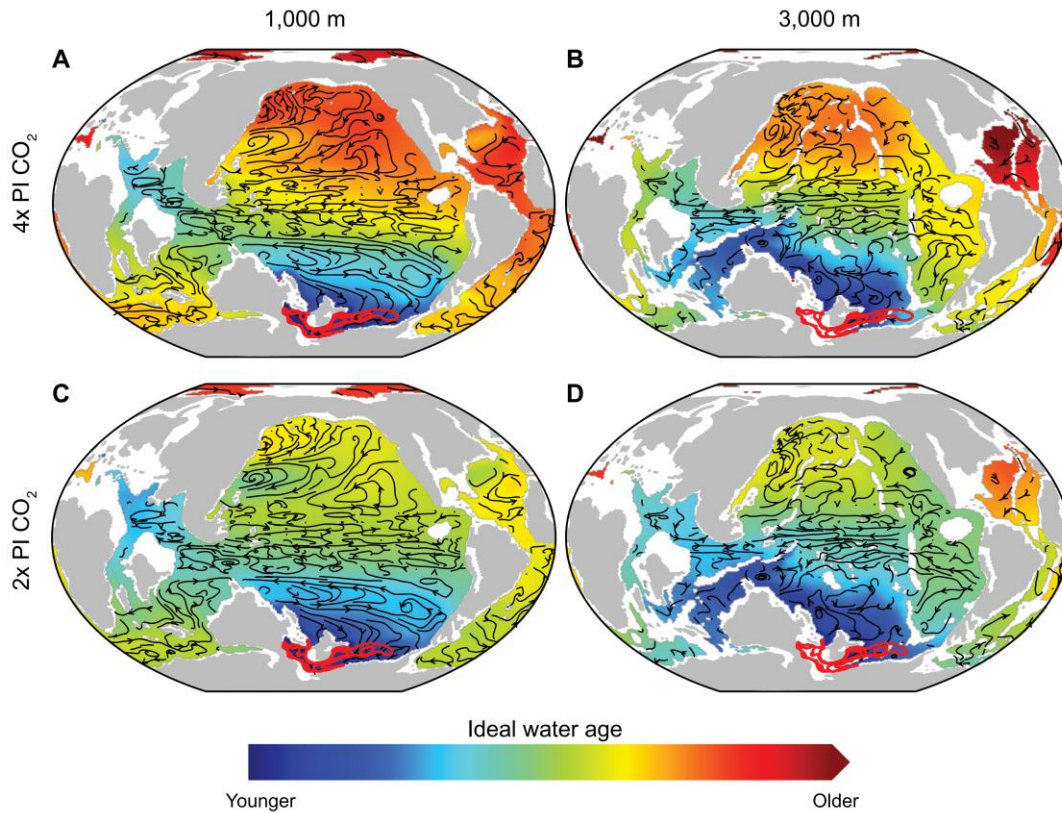 1,000 m
3,000 m
A
B
4x PI CO₂
C
D
2x PI CO₂
Ideal water age
Younger
Older